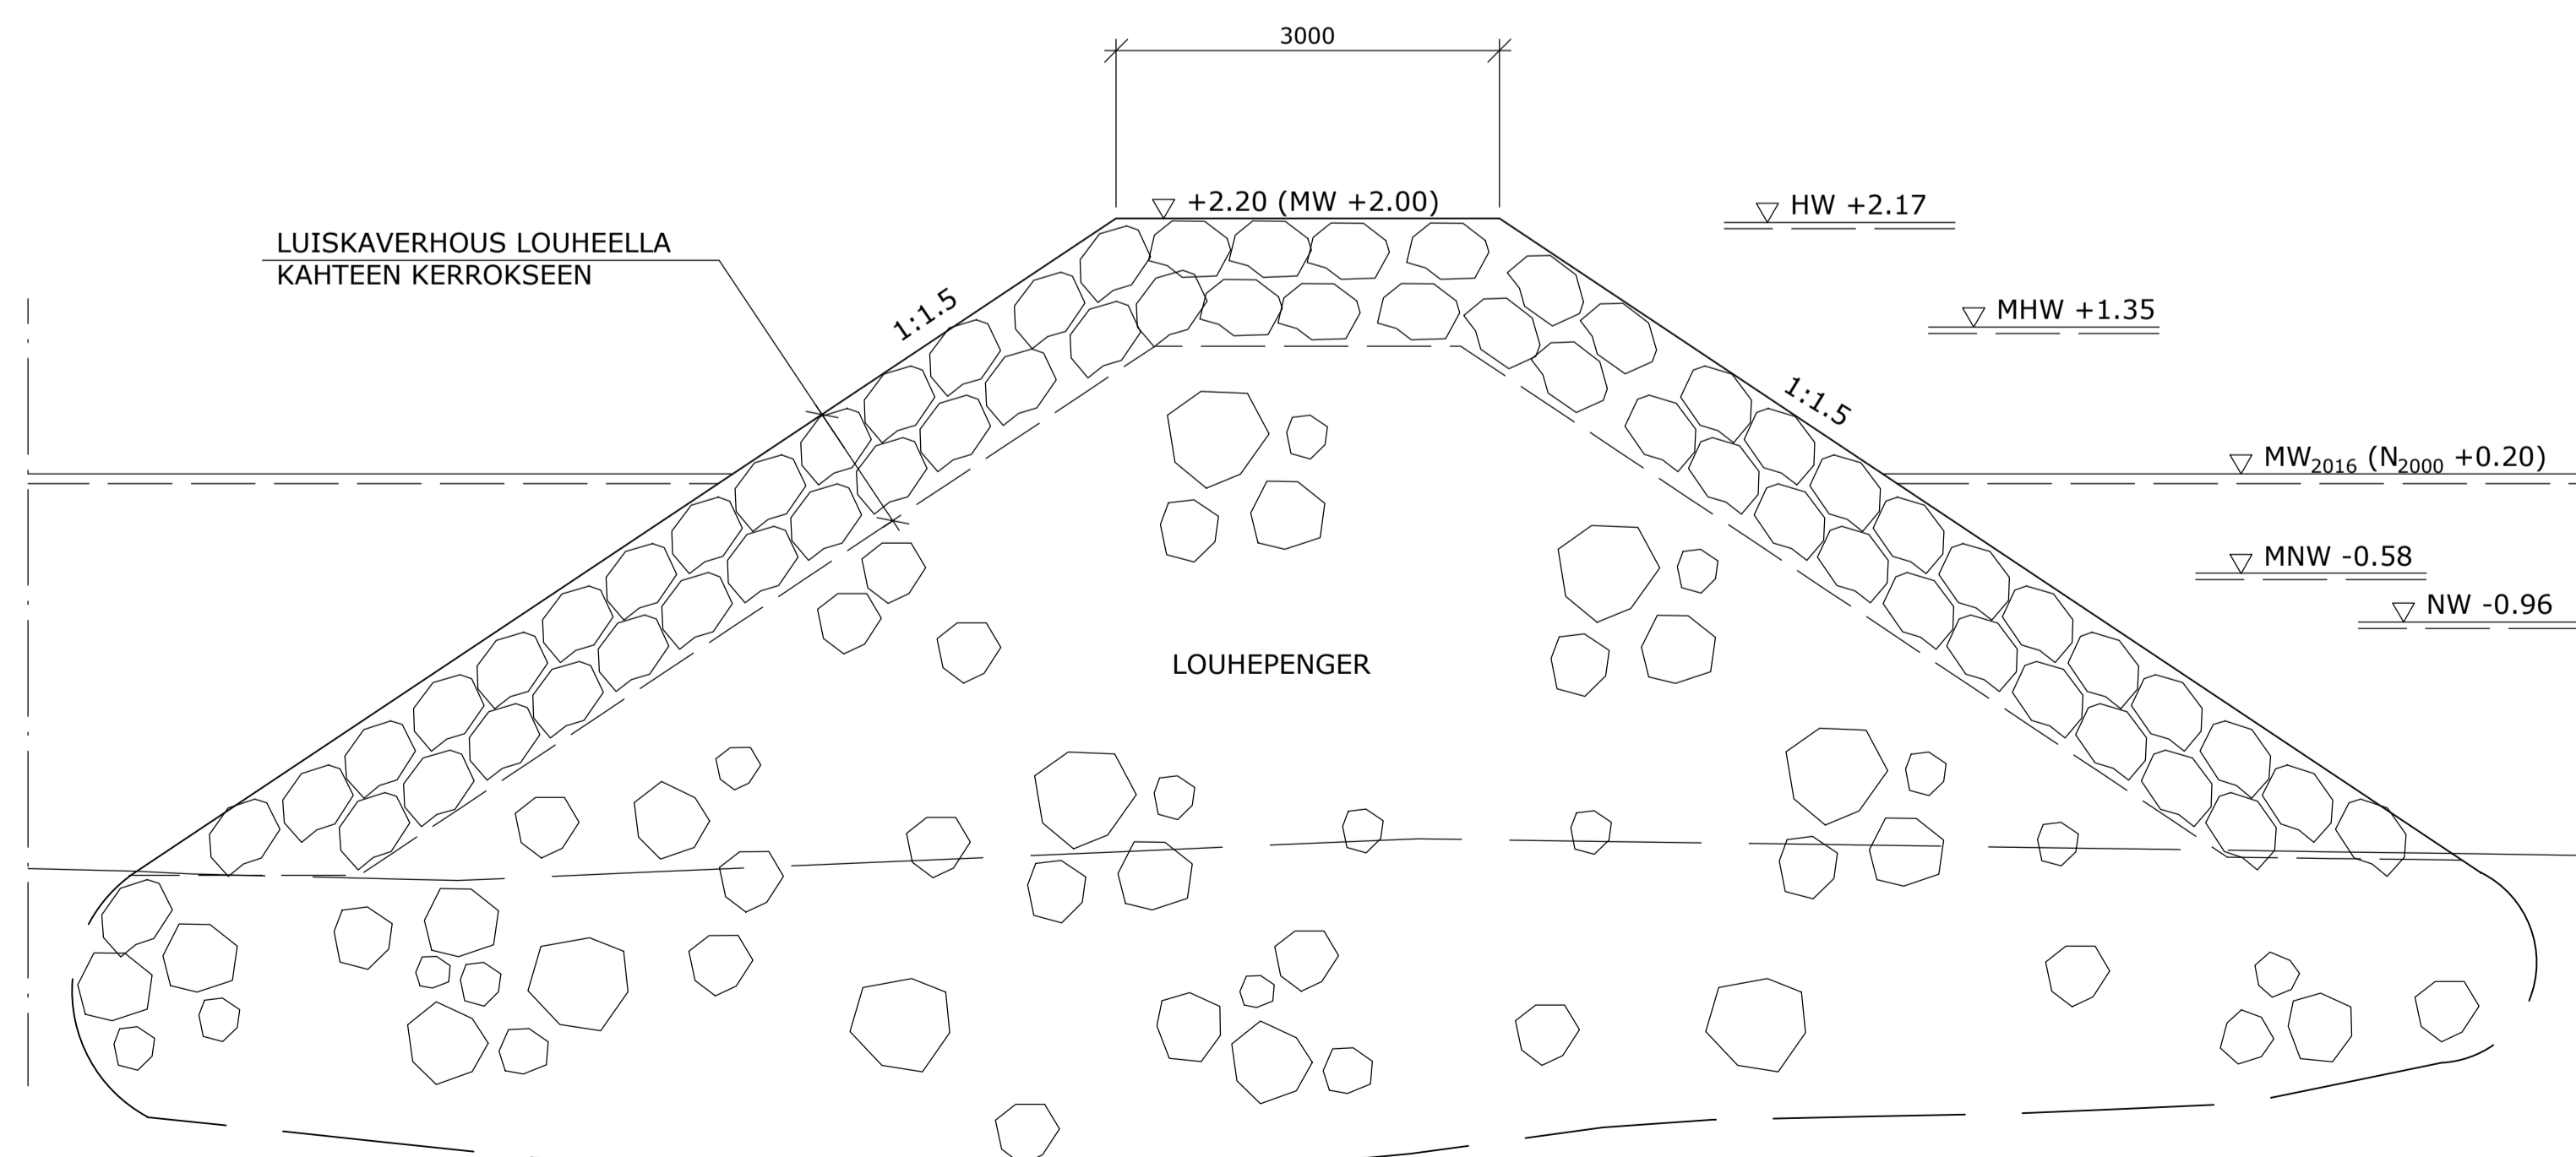 3000
+2.20 (MW +2.00)
HW +2.17
LUISKAVERHOUS LOUHEELLA
KAHTEEN KERROKSEEN
1:1.5
MHW +1.35
1:1.5
MW2016 (N2000 +0.20)
MNW -0.58
NW -0.96
LOUHEPENGER